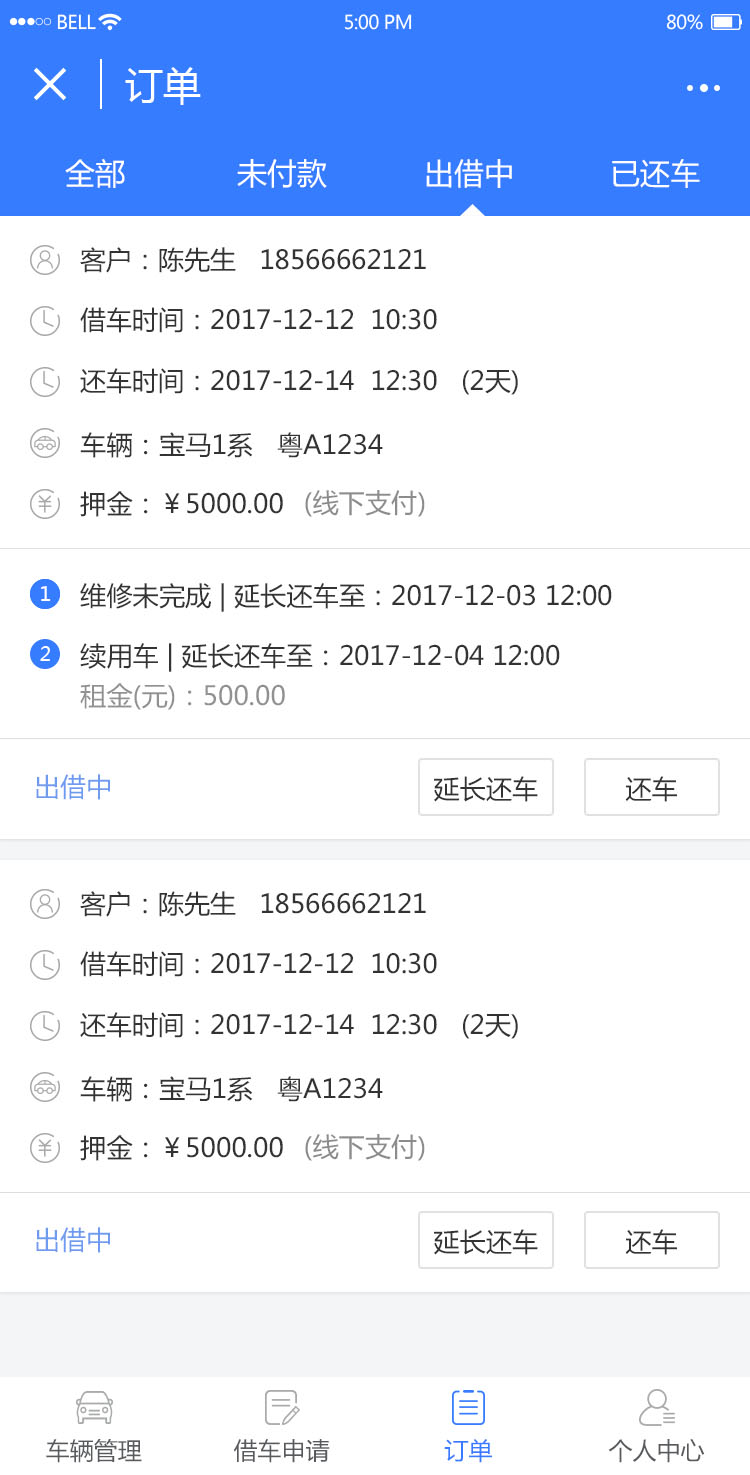 BELL 5:00 PM 80%
订单
全部 未付款 出借中 已还车
客户：陈先生 18566662121
借车时间：2017-12-12 10:30
还车时间：2017-12-14 12:30 (2天)
车辆：宝马1系 粤A1234
押金：￥5000.00 (线下支付)
1 维修未完成 | 延长还车至：2017-12-03 12:00
2 续用车 | 延长还车至：2017-12-04 12:00
租金(元)：500.00
出借中 延长还车 还车
客户：陈先生 18566662121
借车时间：2017-12-12 10:30
还车时间：2017-12-14 12:30 (2天)
车辆：宝马1系 粤A1234
押金：￥5000.00 (线下支付)
出借中 延长还车 还车
车辆管理 借车申请 订单 个人中心